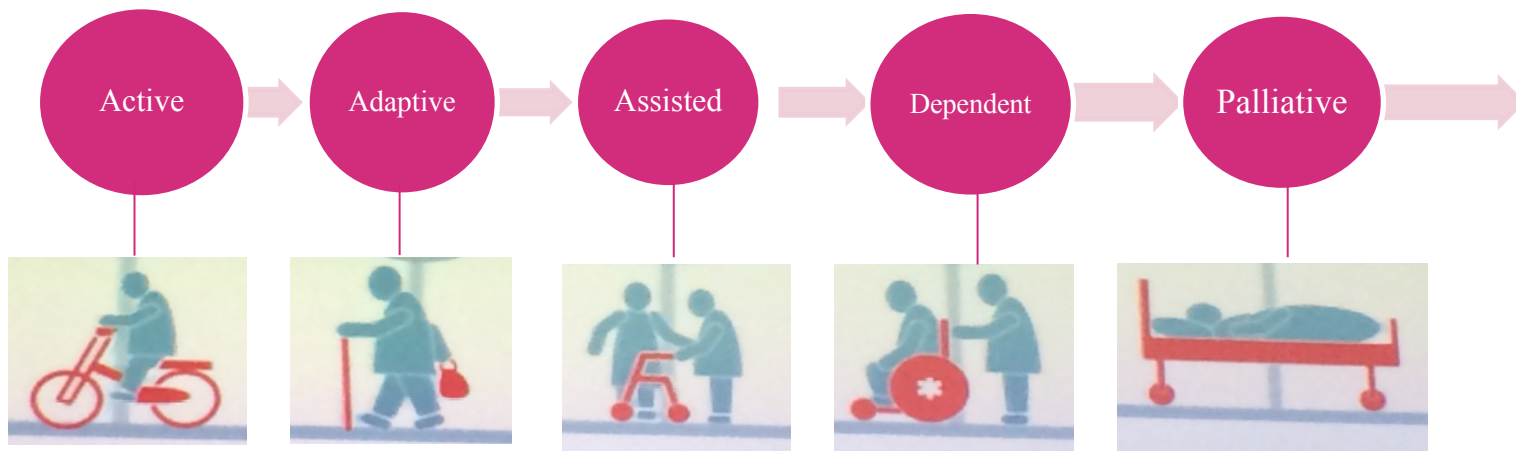 Active
Adaptive
Assisted
Dependent
Palliative